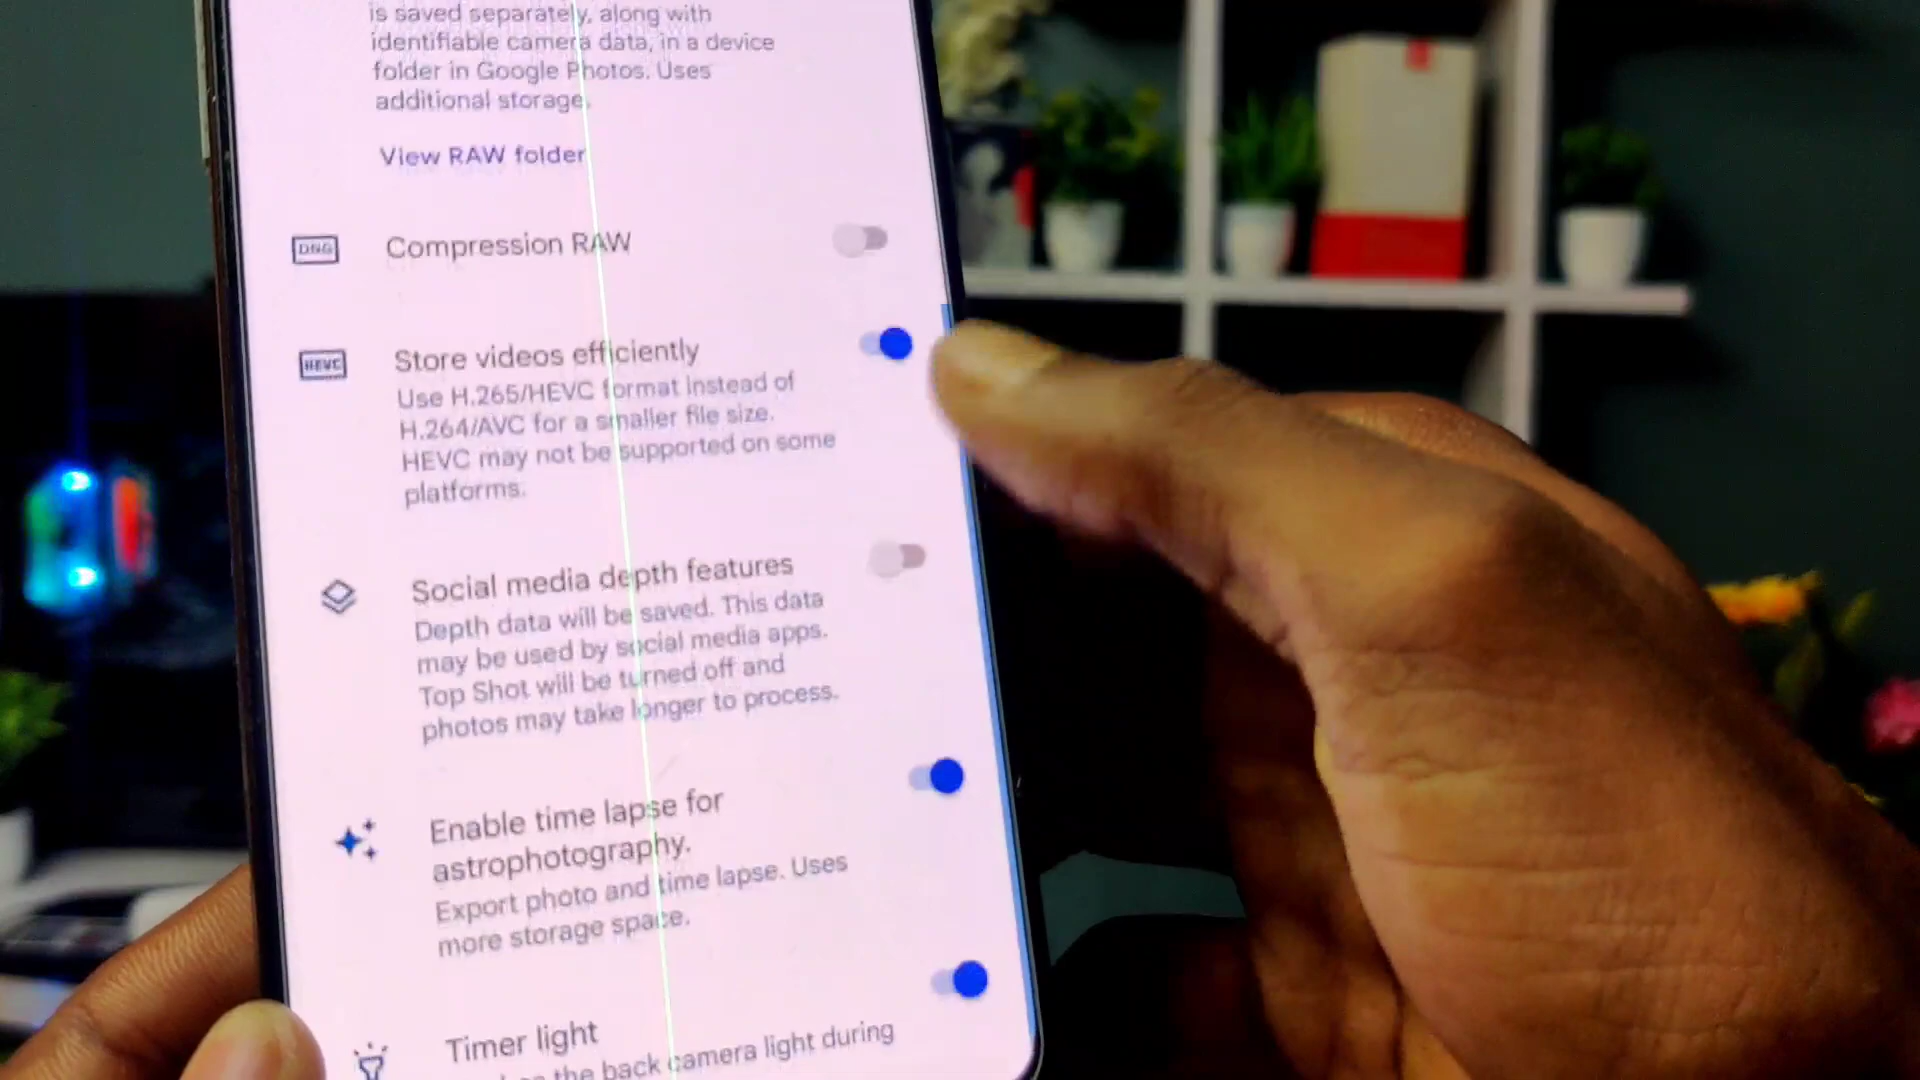 is saved separately, along with
identifiable camera data, in a device
folder in Google Photos. Uses
additional storage.
View RAW folder
DNG
Compression RAW
HEVC
Store videos efficiently
Use H.265/HEVC format instead of
H.264/AVC for a smaller file size.
HEVC may not be supported on some
platforms.
Social media depth features
Depth data will be saved. This data
may be used by social media apps.
Top Shot will be turned off and
photos may take longer to process.
Enable time lapse for
astrophotography.
Export photo and time lapse. Uses
more storage space.
Timer light
the back camera light during